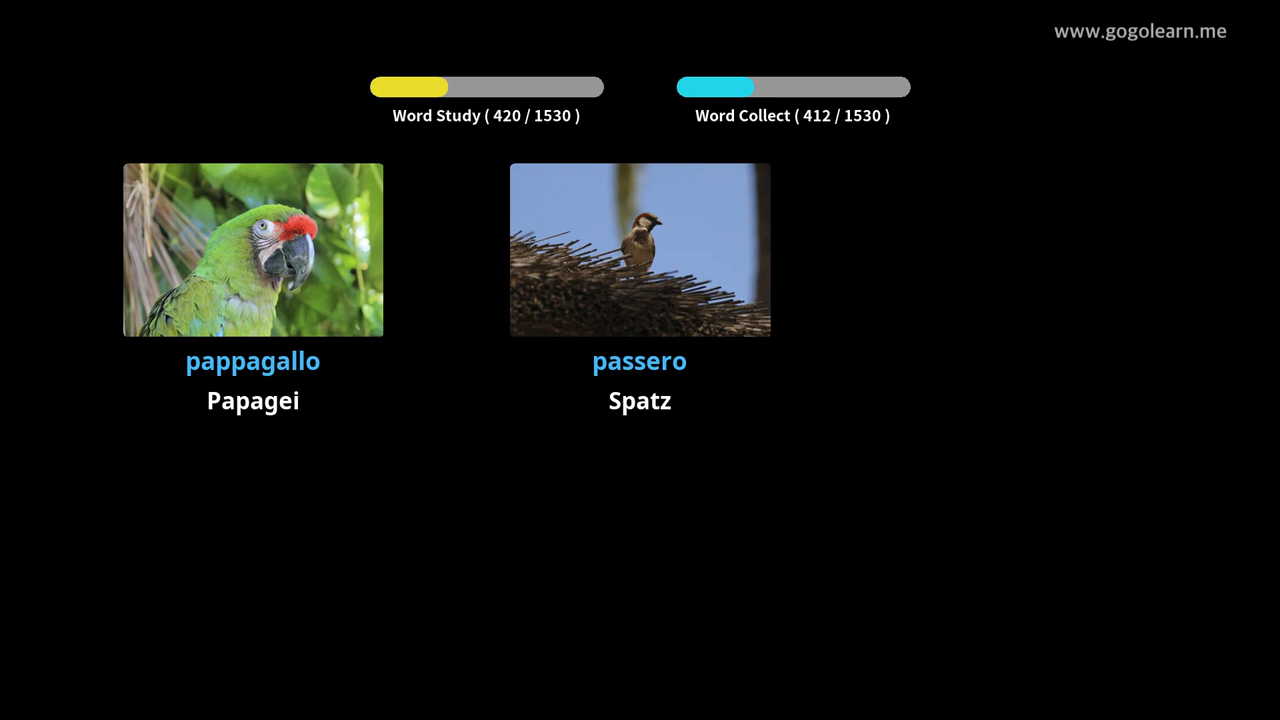 www.gogolearn.me
Word Study ( 420 / 1530 )
Word Collect ( 412 / 1530 )
pappagallo
Papagei
passero
Spatz